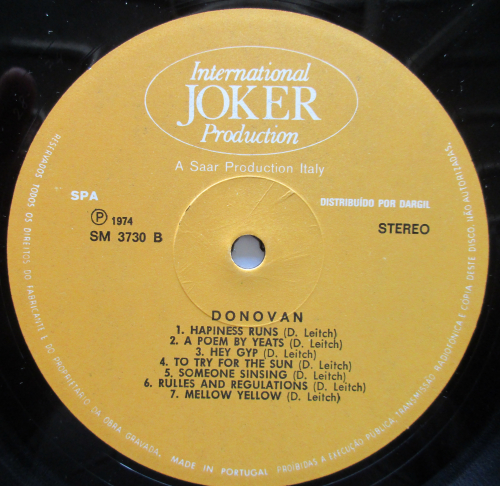 International
JOKER
Production
A Saar Production Italy
SPA
DISTRIBUÍDO POR DARGIL
Ⓟ 1974
SM 3730 B
STEREO
DONOVAN
1. HAPINESS RUNS (D. Leitch)
2. A POEM BY YEATS (D. Leitch)
3. HEY GYP (D. Leitch)
4. TO TRY FOR THE SUN (D. Leitch)
5. SOMEONE SINSING (D. Leitch)
6. RULLES AND REGULATIONS (D. Leitch)
7. MELLOW YELLOW (D. Leitch)
RESERVADOS TODOS OS DIREITOS DO FABRICANTE E DO PROPRIETÁRIO DA OBRA GRAVADA. MADE IN PORTUGAL PROÍBIDAS A EXECUÇÃO PÚBLICA, TRANSMISSÃO RADIOFÓNICA E CÓPIA DESTE DISCO, NÃO AUTORIZADAS.